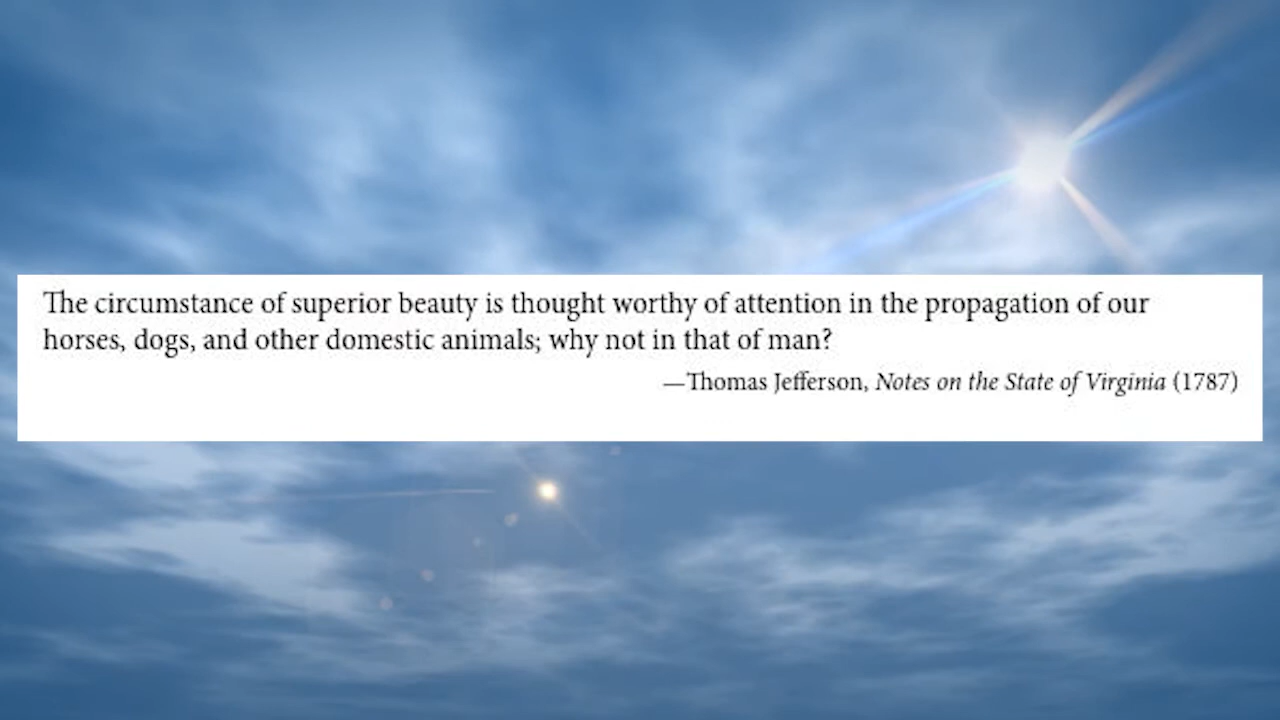 The circumstance of superior beauty is thought worthy of attention in the propagation of our
horses, dogs, and other domestic animals; why not in that of man?
—Thomas Jefferson, Notes on the State of Virginia (1787)